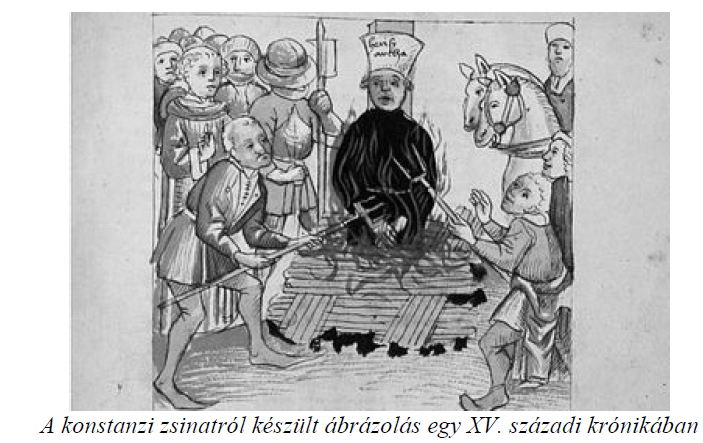 A konstanzi zsinatról készült ábrázolás egy XV. századi krónikában